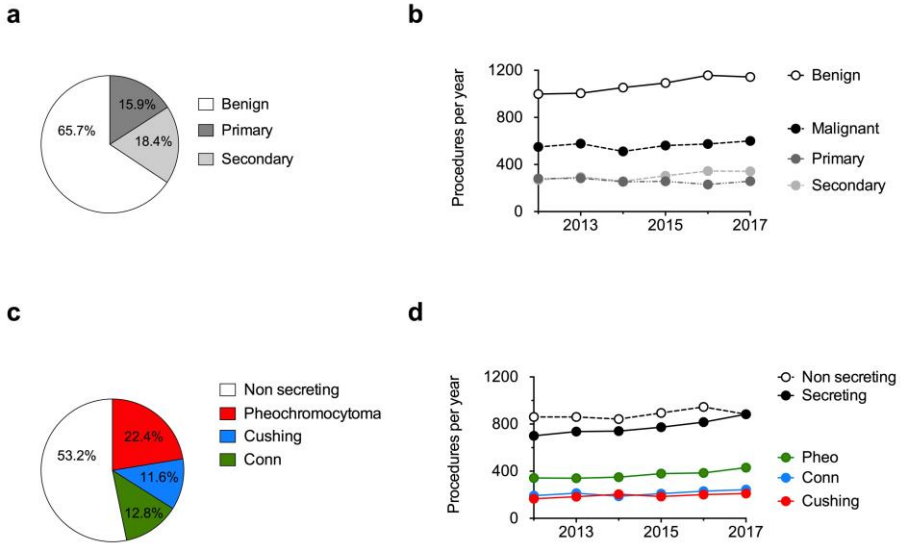 a
65.7%
15.9%
18.4%
Benign
Primary
Secondary
b
Procedures per year
1200
800
400
0
2013
2015
2017
Benign
Malignant
Primary
Secondary
c
53.2%
22.4%
11.6%
12.8%
Non secreting
Pheochromocytoma
Cushing
Conn
d
Procedures per year
1200
800
400
0
2013
2015
2017
Non secreting
Secreting
Pheo
Conn
Cushing